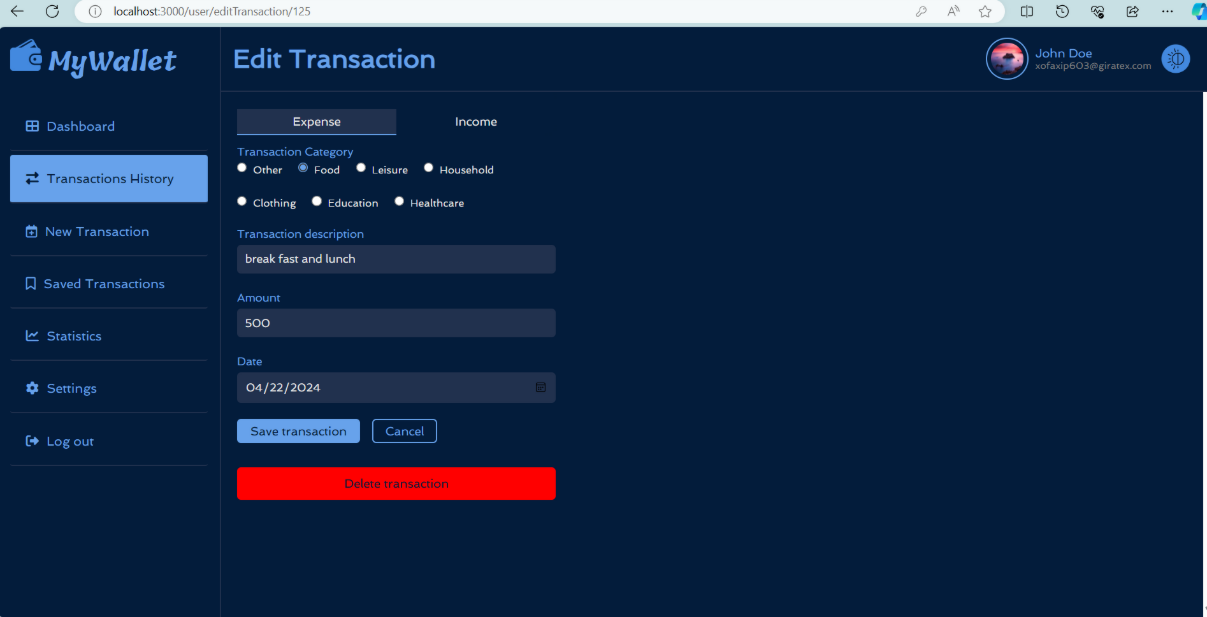 localhost:3000/user/editTransaction/125
MyWallet
Edit Transaction
John Doe
xofaxip603@giratex.com
Dashboard
Transactions History
New Transaction
Saved Transactions
Statistics
Settings
Log out
Expense Income
Transaction Category
Other Food Leisure Household
Clothing Education Healthcare
Transaction description
break fast and lunch
Amount
500
Date
04/22/2024
Save transaction Cancel
Delete transaction